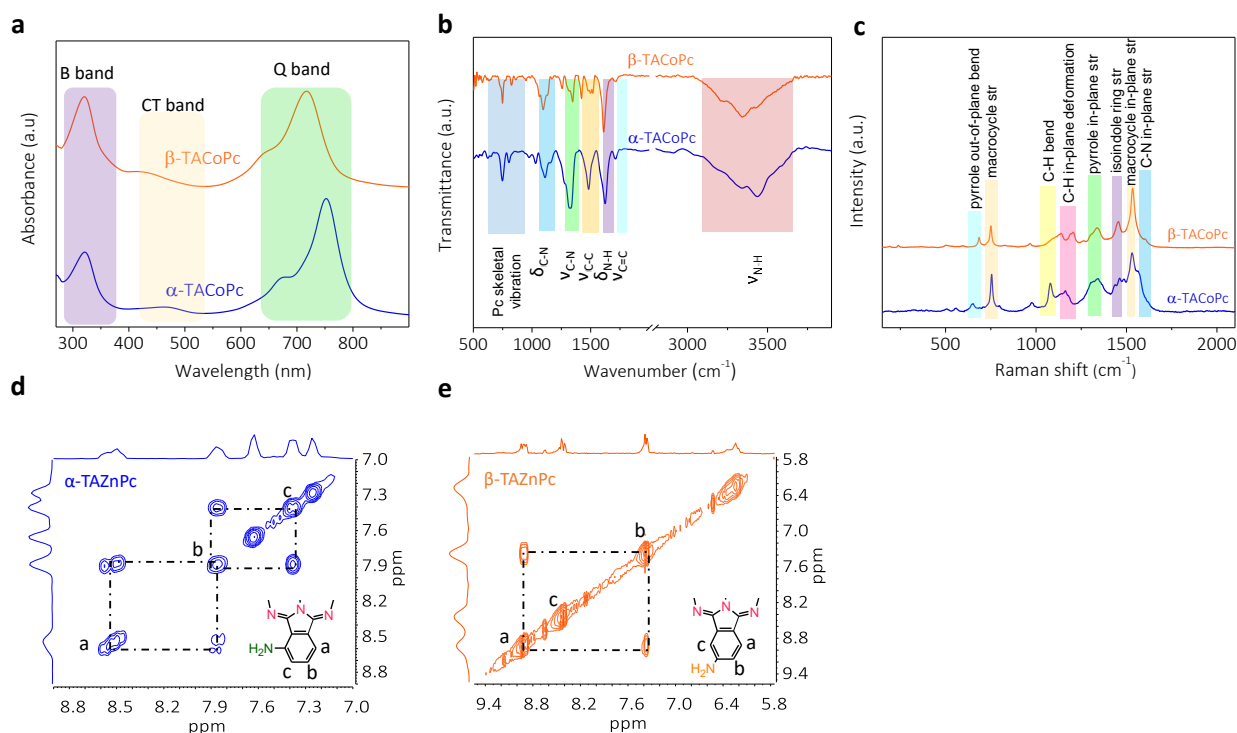 a
B band
CT band
Q band
β-TACoPc
α-TACoPc
Absorbance (a.u)
300 400 500 600 700 800
Wavelength (nm)
b
β-TACoPc
α-TACoPc
Transmittance (a.u.)
Pc skeletal
vibration
δC-N
νC-N
νC-C
δN-H
νC=C
νN-H
500 1000 1500 3000 3500
Wavenumber (cm-1)
c
pyrrole out-of-plane bend
macrocycle str
C-H bend
C-H in-plane deformation
pyrrole in-plane str
isoindole ring str
macrocycle in-plane str
C-N in-plane str
β-TACoPc
α-TACoPc
Intensity (a.u.)
500 1000 1500 2000
Raman shift (cm-1)
d
α-TAZnPc
c
b
a
N
N
N
H2N
a
b
c
7.0
7.3
7.6
7.9
8.2
8.5
8.8
ppm
8.8 8.5 8.2 7.9 7.6 7.3 7.0
ppm
e
β-TAZnPc
b
c
a
N
N
N
c
a
b
H2N
5.8
6.4
7.0
7.6
8.2
8.8
9.4
ppm
9.4 8.8 8.2 7.6 7.0 6.4 5.8
ppm